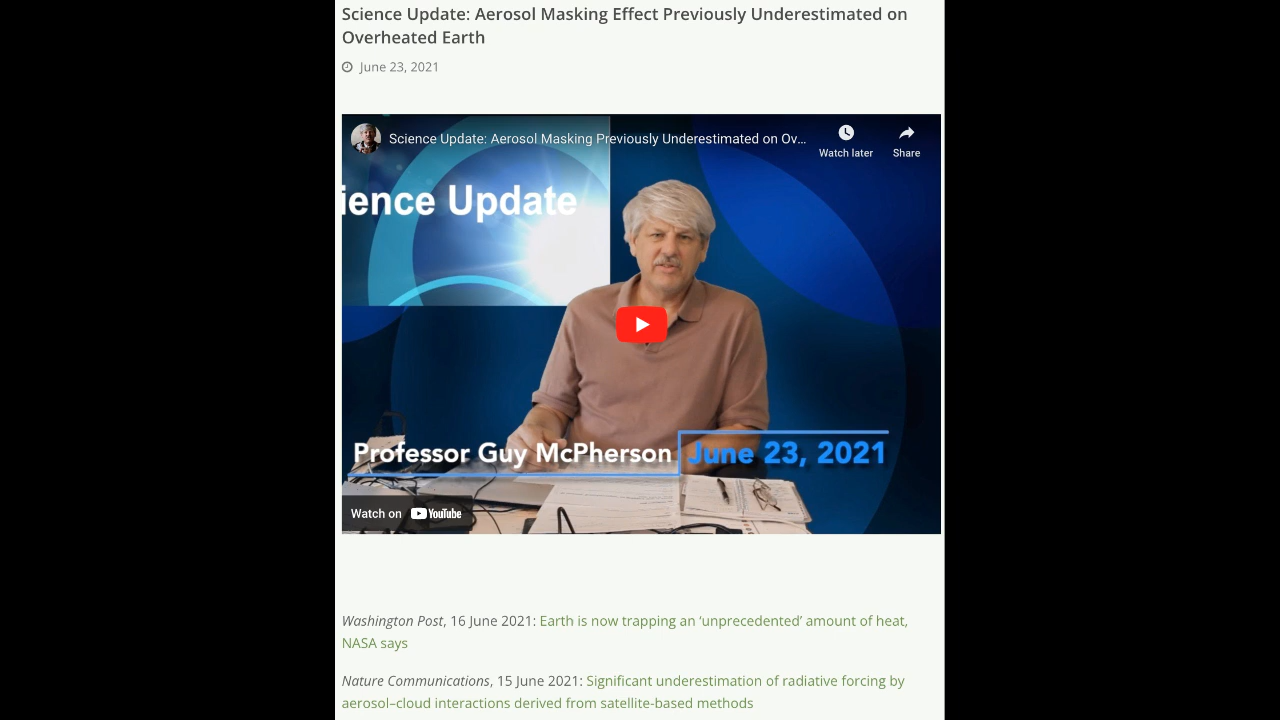 Science Update: Aerosol Masking Effect Previously Underestimated on
Overheated Earth
June 23, 2021
Science Update: Aerosol Masking Previously Underestimated on Ov...
Watch later
Share
ience Update
Professor Guy McPherson
June 23, 2021
Watch on YouTube
Washington Post, 16 June 2021: Earth is now trapping an ‘unprecedented’ amount of heat,
NASA says
Nature Communications, 15 June 2021: Significant underestimation of radiative forcing by
aerosol–cloud interactions derived from satellite-based methods